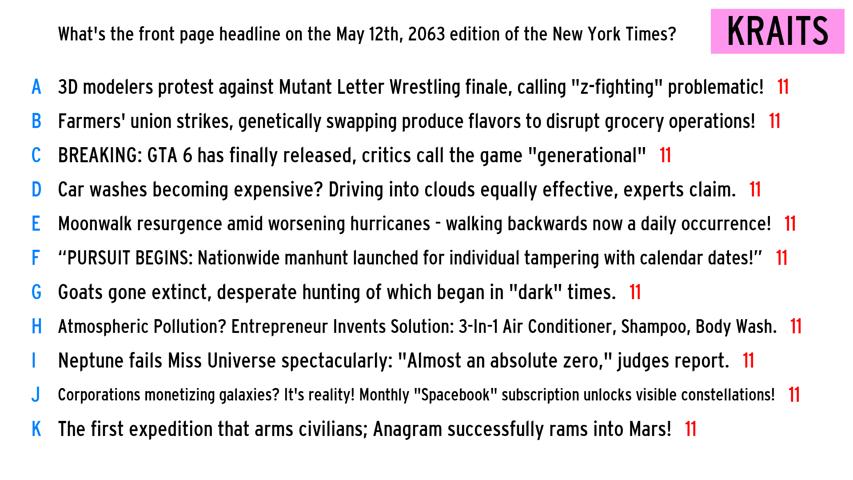 What's the front page headline on the May 12th, 2063 edition of the New York Times?
KRAITS
A 3D modelers protest against Mutant Letter Wrestling finale, calling "z-fighting" problematic! 11
B Farmers' union strikes, genetically swapping produce flavors to disrupt grocery operations! 11
C BREAKING: GTA 6 has finally released, critics call the game "generational" 11
D Car washes becoming expensive? Driving into clouds equally effective, experts claim. 11
E Moonwalk resurgence amid worsening hurricanes - walking backwards now a daily occurrence! 11
F “PURSUIT BEGINS: Nationwide manhunt launched for individual tampering with calendar dates!” 11
G Goats gone extinct, desperate hunting of which began in "dark" times. 11
H Atmospheric Pollution? Entrepreneur Invents Solution: 3-In-1 Air Conditioner, Shampoo, Body Wash. 11
I Neptune fails Miss Universe spectacularly: "Almost an absolute zero," judges report. 11
J Corporations monetizing galaxies? It's reality! Monthly "Spacebook" subscription unlocks visible constellations! 11
K The first expedition that arms civilians; Anagram successfully rams into Mars! 11